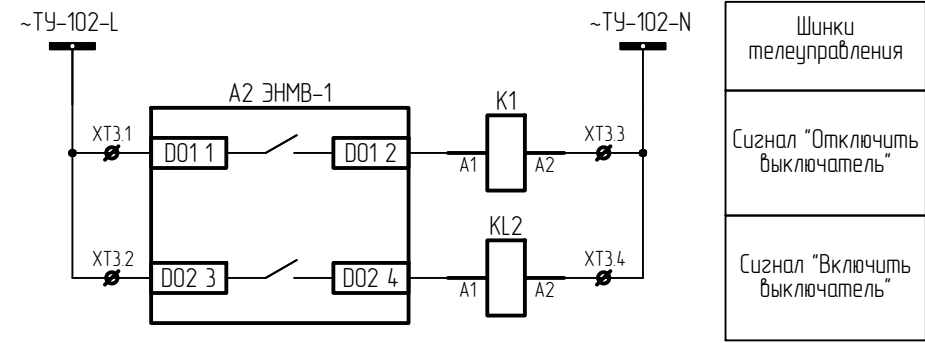 ~ТУ-102-L
~ТУ-102-N
Шинки
телеуправления
A2 ЭНМВ-1
XT3.1
DO1 1
DO1 2
K1
A1
A2
XT3.3
Сигнал "Отключить
выключатель"
XT3.2
DO2 3
DO2 4
KL2
A1
A2
XT3.4
Сигнал "Включить
выключатель"